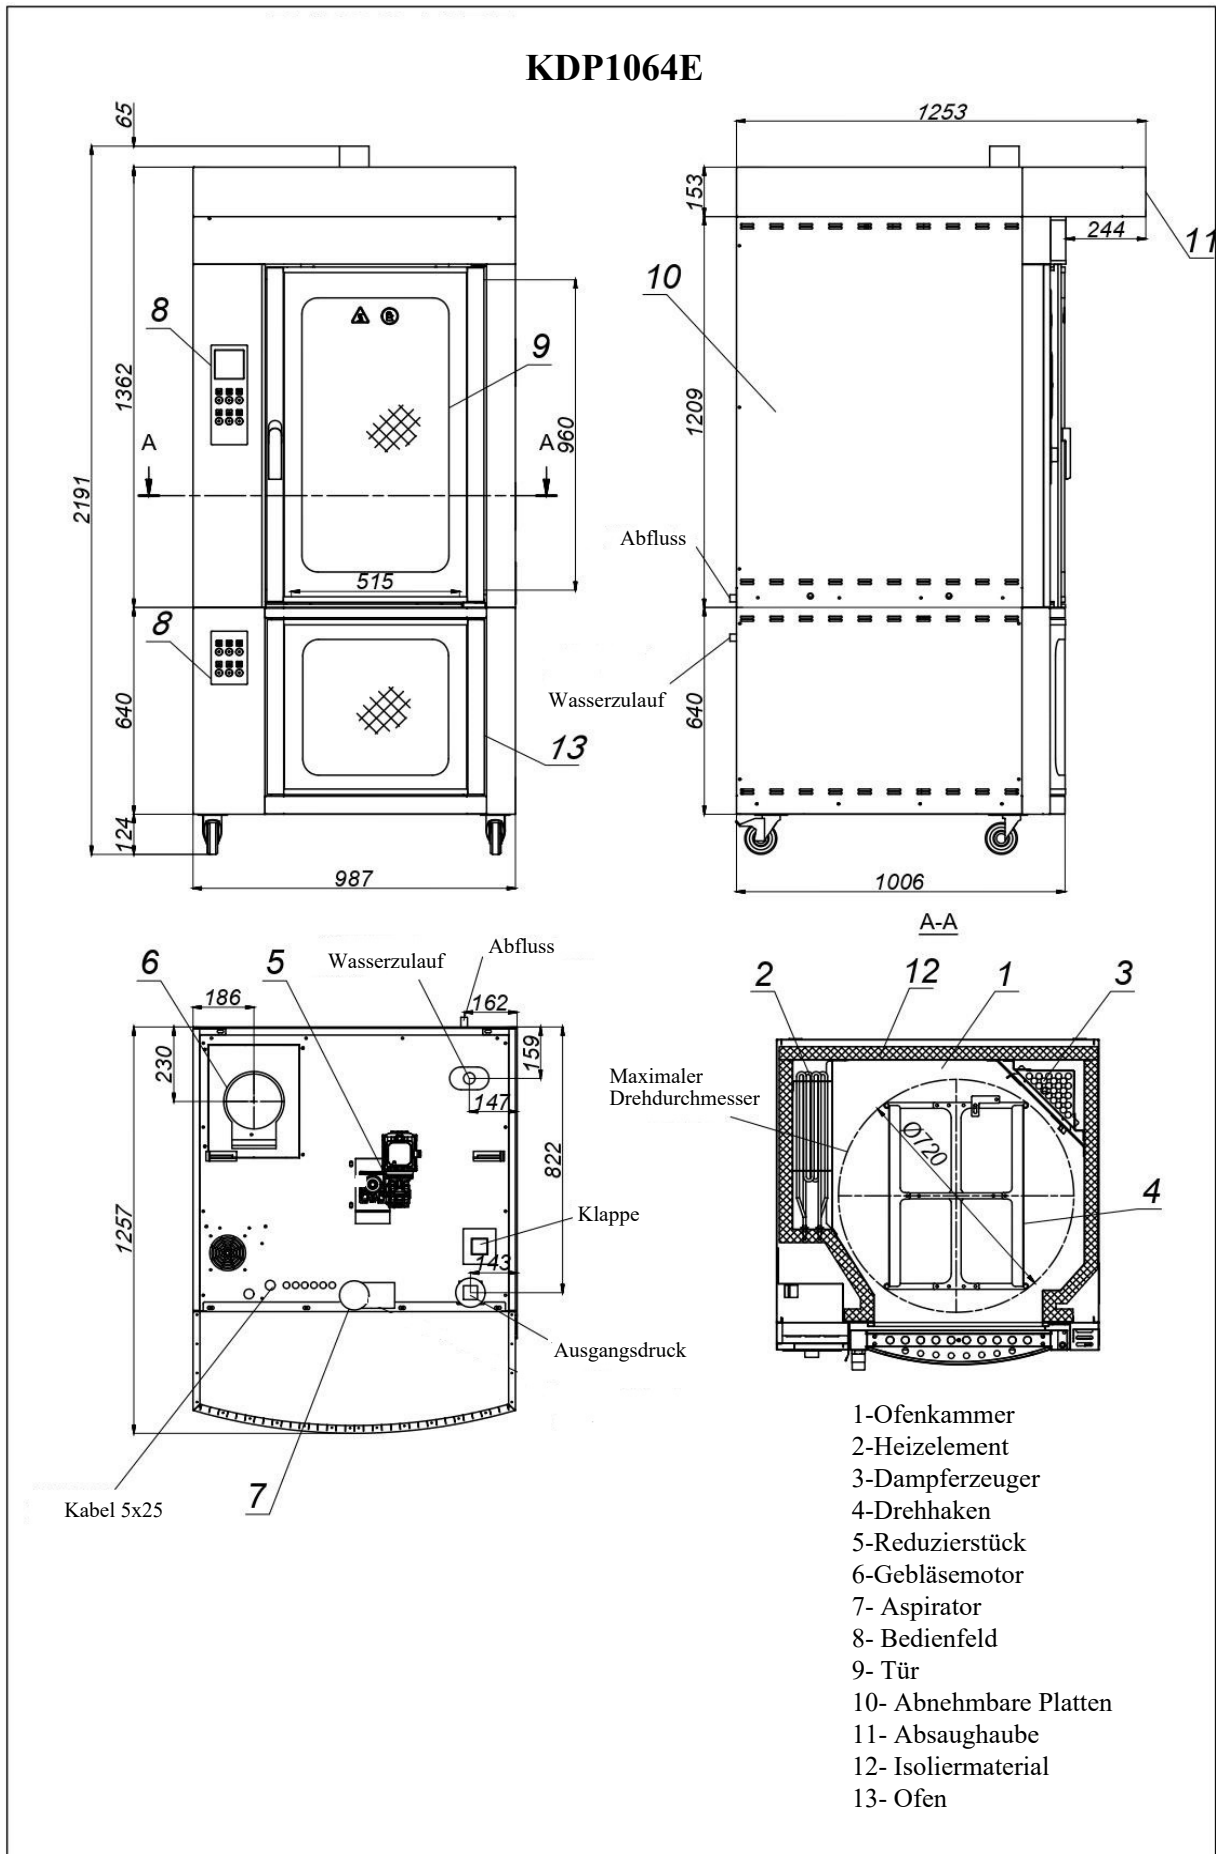 KDP1064E
65
1253
153
244
11
10
8
9
1362
1209
960
A
A
2191
Abfluss
515
8
Wasserzulauf
640
640
13
124
987
1006
A-A
6
5
Wasserzulauf
Abfluss
2
12
1
3
186
162
230
159
Maximaler
Drehdurchmesser
147
Ø720
822
4
1257
Klappe
143
Ausgangsdruck
Kabel 5x25
7
1-Ofenkammer
2-Heizelement
3-Dampferzeuger
4-Drehhaken
5-Reduzierstück
6-Gebläsemotor
7- Aspirator
8- Bedienfeld
9- Tür
10- Abnehmbare Platten
11- Absaughaube
12- Isoliermaterial
13- Ofen